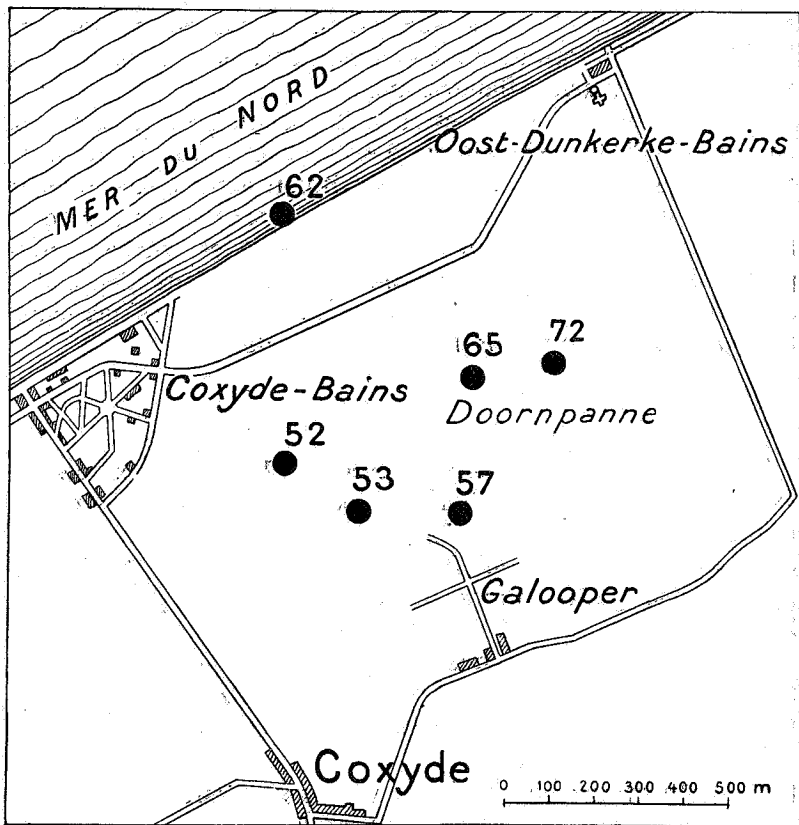 MER DU NORD
Oost-Dunkerke-Bains
62
65
72
Coxyde-Bains
Doornpanne
52
53
57
Galooper
Coxyde
0 100 200 300 400 500 m